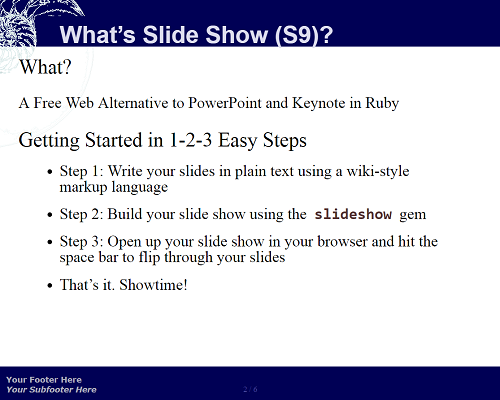 What’s Slide Show (S9)?
What?
A Free Web Alternative to PowerPoint and Keynote in Ruby
Getting Started in 1-2-3 Easy Steps
• Step 1: Write your slides in plain text using a wiki-style
markup language
• Step 2: Build your slide show using the slideshow gem
• Step 3: Open up your slide show in your browser and hit the
space bar to flip through your slides
• That’s it. Showtime!
Your Footer Here
Your Subfooter Here
2 / 6